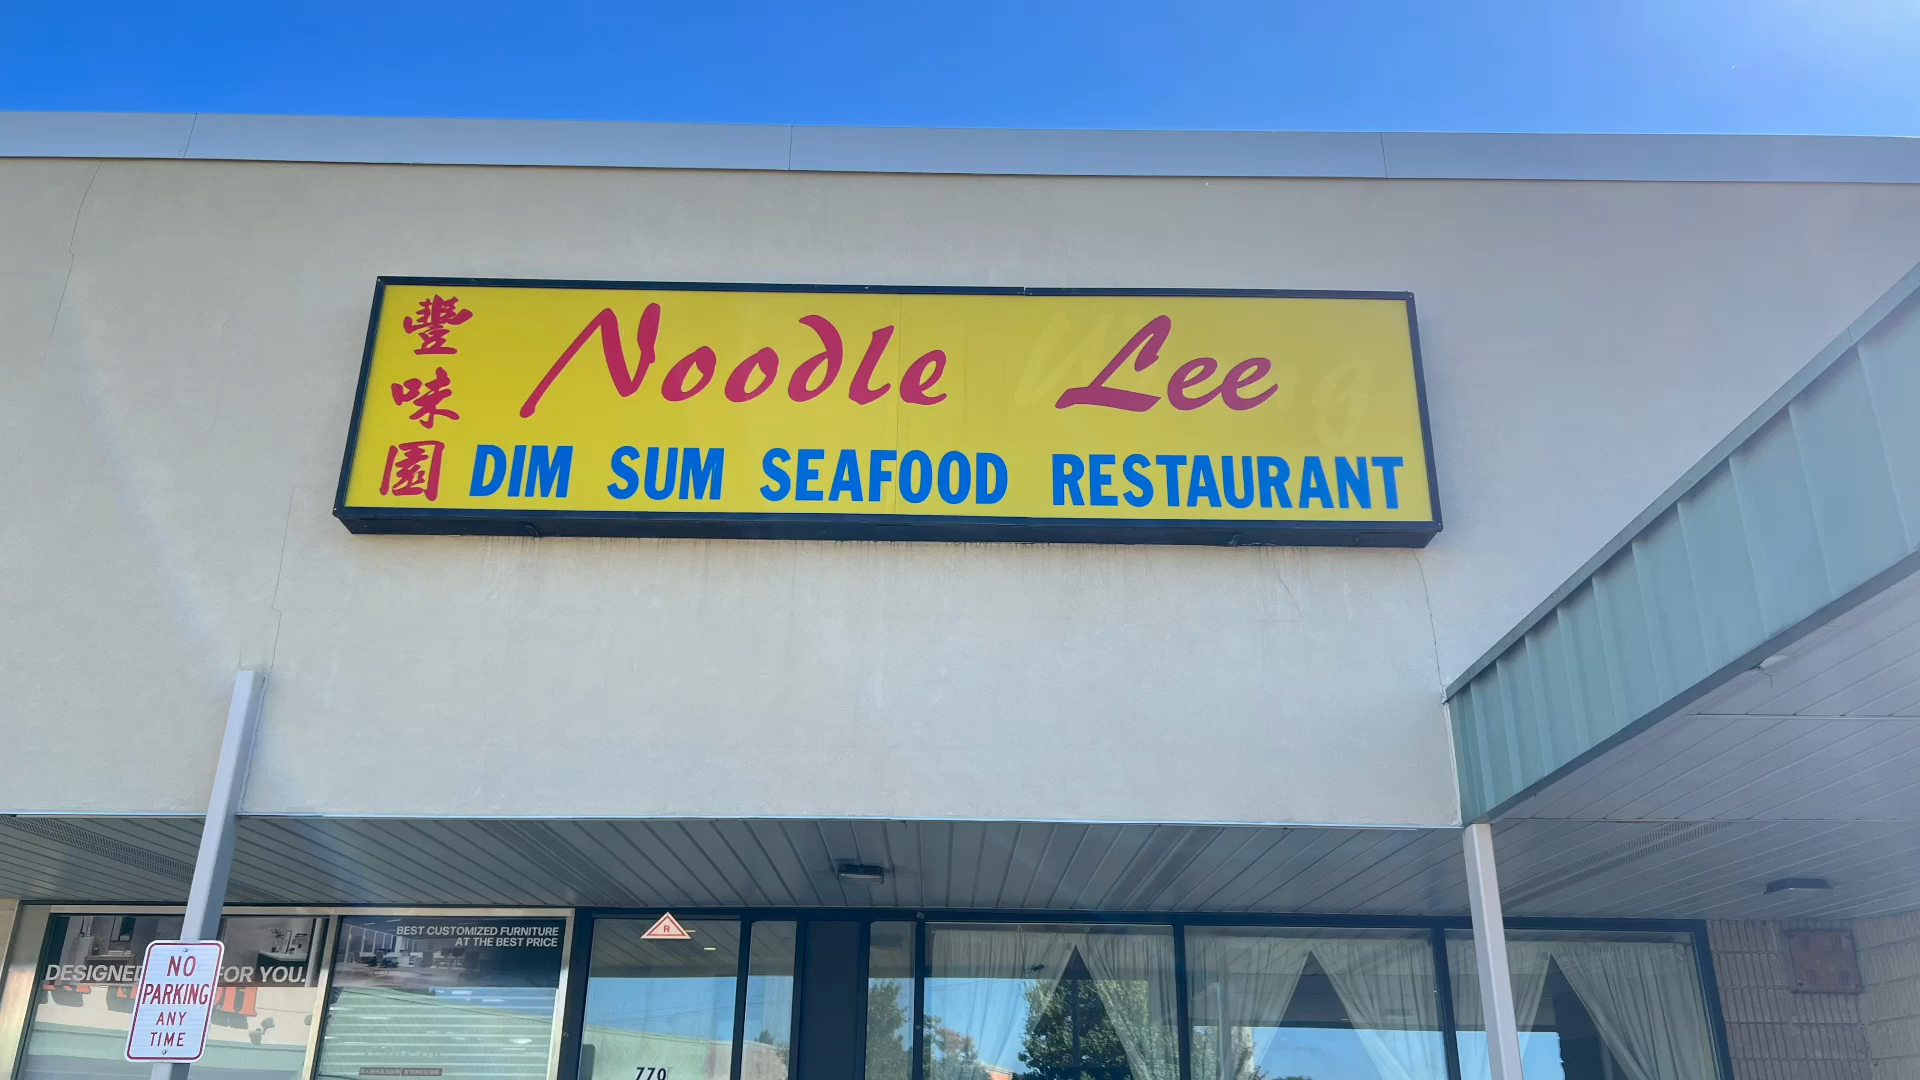 豐味園
Noodle Lee
DIM SUM SEAFOOD RESTAURANT
BEST CUSTOMIZED FURNITURE
AT THE BEST PRICE
DESIGNED FOR YOU.
NO
PARKING
ANY
TIME
R
770